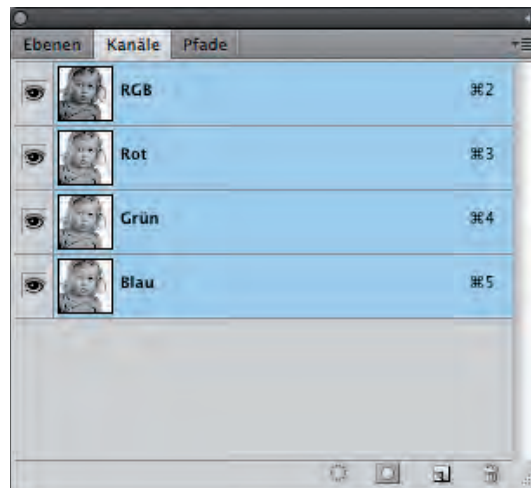 Ebenen Kanäle Pfade
RGB ⌘2
Rot ⌘3
Grün ⌘4
Blau ⌘5